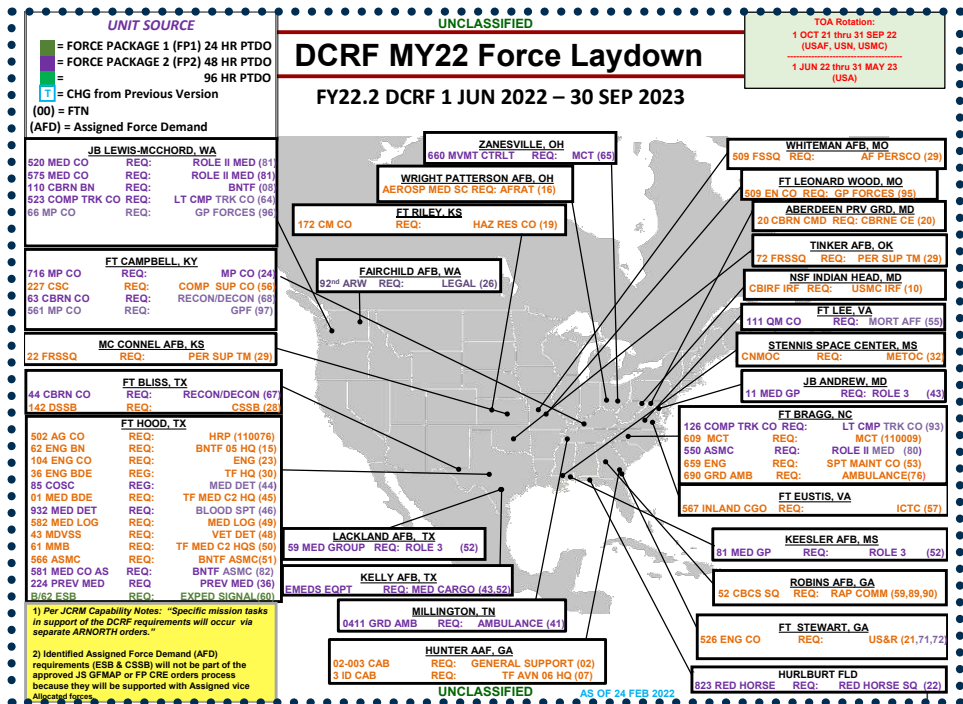 UNCLASSIFIED
DCRF MY22 Force Laydown
FY22.2 DCRF 1 JUN 2022 – 30 SEP 2023
UNIT SOURCE
= FORCE PACKAGE 1 (FP1) 24 HR PTDO
= FORCE PACKAGE 2 (FP2) 48 HR PTDO
= 96 HR PTDO
T = CHG from Previous Version
(00) = FTN
(AFD) = Assigned Force Demand
TOA Rotation:
1 OCT 21 thru 31 SEP 22
(USAF, USN, USMC)
------------------------------------
1 JUN 22 thru 31 MAY 23
(USA)
JB LEWIS-MCCHORD, WA
520 MED CO REQ: ROLE II MED (81)
575 MED CO REQ: ROLE II MED (81)
110 CBRN BN REQ: BNTF (08)
523 COMP TRK CO REQ: LT CMP TRK CO (64)
66 MP CO REQ: GP FORCES (96)
FT CAMPBELL, KY
716 MP CO REQ: MP CO (24)
227 CSC REQ: COMP SUP CO (56)
63 CBRN CO REQ: RECON/DECON (68)
561 MP CO REQ: GPF (97)
MC CONNEL AFB, KS
22 FRSSQ REQ: PER SUP TM (29)
FT BLISS, TX
44 CBRN CO REQ: RECON/DECON (67)
142 DSSB REQ: CSSB (28)
FT HOOD, TX
502 AG CO REQ: HRP (110076)
62 ENG BN REQ: BNTF 05 HQ (15)
104 ENG CO REQ: ENG (23)
36 ENG BDE REQ: TF HQ (30)
85 COSC REG: MED DET (44)
01 MED BDE REQ: TF MED C2 HQ (45)
932 MED DET REQ: BLOOD SPT (46)
582 MED LOG REQ: MED LOG (49)
43 MDVSS REQ: VET DET (48)
61 MMB REQ: TF MED C2 HQS (50)
566 ASMC REQ: BNTF ASMC(51)
581 MED CO AS REQ: BNTF ASMC (82)
224 PREV MED REQ PREV MED (36)
B/62 ESB REQ: EXPED SIGNAL(60)
1) Per JCRM Capability Notes: “Specific mission tasks
in support of the DCRF requirements will occur via
separate ARNORTH orders.”
2) Identified Assigned Force Demand (AFD)
requirements (ESB & CSSB) will not be part of the
approved JS GFMAP or FP CRE orders process
because they will be supported with Assigned vice
Allocated forces.
ZANESVILLE, OH
660 MVMT CTRLT REQ: MCT (65)
WRIGHT PATTERSON AFB, OH
AEROSP MED SC REQ: AFRAT (16)
FT RILEY, KS
172 CM CO REQ: HAZ RES CO (19)
FAIRCHILD AFB, WA
92nd ARW REQ: LEGAL (26)
WHITEMAN AFB, MO
509 FSSQ REQ: AF PERSCO (29)
FT LEONARD WOOD, MO
509 EN CO REQ: GP FORCES (95)
ABERDEEN PRV GRD, MD
20 CBRN CMD REQ: CBRNE CE (20)
TINKER AFB, OK
72 FRSSQ REQ: PER SUP TM (29)
NSF INDIAN HEAD, MD
CBIRF IRF REQ: USMC IRF (10)
FT LEE, VA
111 QM CO REQ: MORT AFF (55)
STENNIS SPACE CENTER, MS
CNMOC REQ: METOC (32)
JB ANDREW, MD
11 MED GP REQ: ROLE 3 (43)
FT BRAGG, NC
126 COMP TRK CO REQ: LT CMP TRK CO (93)
609 MCT REQ: MCT (110009)
550 ASMC REQ: ROLE II MED (80)
659 ENG REQ: SPT MAINT CO (53)
690 GRD AMB REQ: AMBULANCE(76)
FT EUSTIS, VA
567 INLAND CGO REQ: ICTC (57)
KEESLER AFB, MS
81 MED GP REQ: ROLE 3 (52)
ROBINS AFB, GA
52 CBCS SQ REQ: RAP COMM (59,89,90)
FT STEWART, GA
526 ENG CO REQ: US&R (21,71,72)
HURLBURT FLD
823 RED HORSE REQ: RED HORSE SQ (22)
LACKLAND AFB, TX
59 MED GROUP REQ: ROLE 3 (52)
KELLY AFB, TX
EMEDS EQPT REQ: MED CARGO (43,52)
MILLINGTON, TN
0411 GRD AMB REQ: AMBULANCE (41)
HUNTER AAF, GA
02-003 CAB REQ: GENERAL SUPPORT (02)
3 ID CAB REQ: TF AVN 06 HQ (07)
UNCLASSIFIED
AS OF 24 FEB 2022